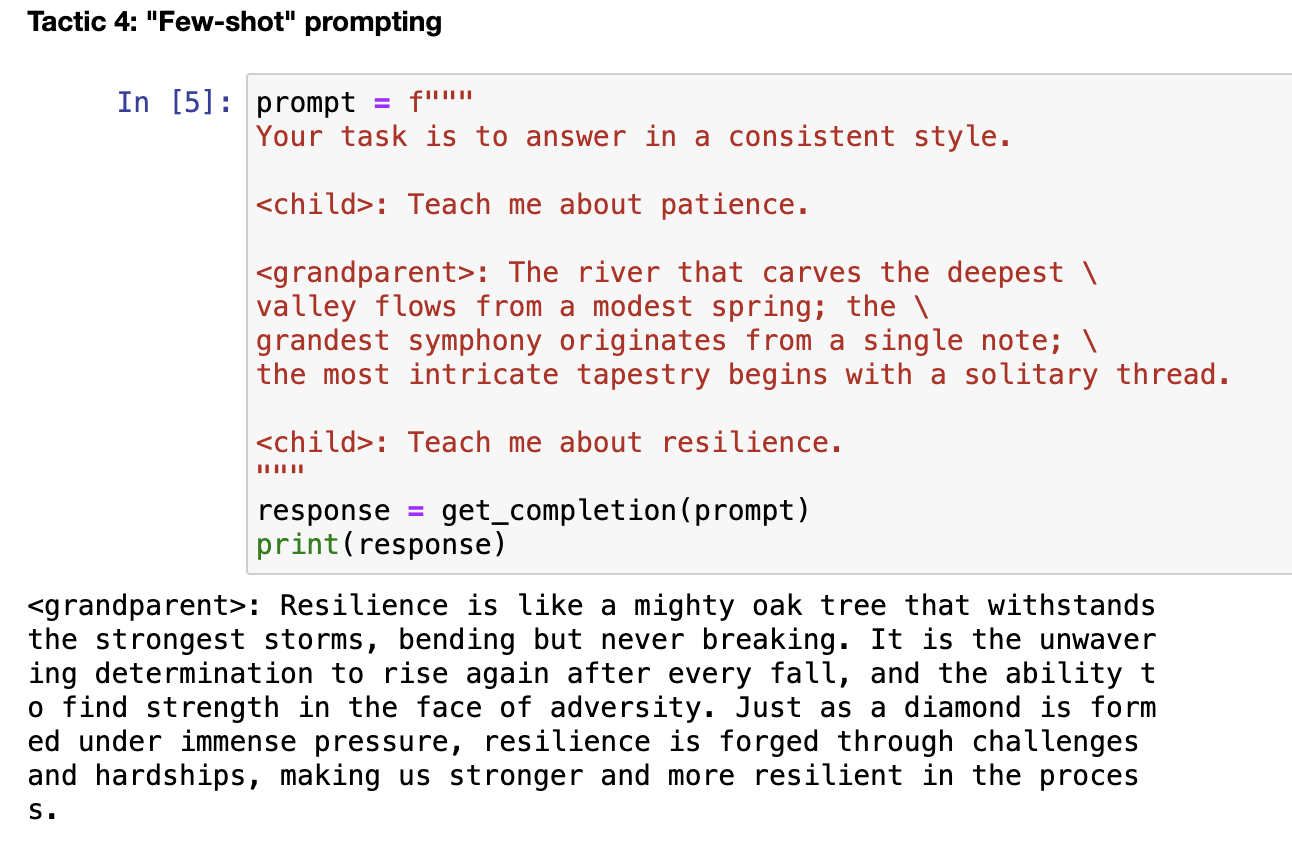 Tactic 4: "Few-shot" prompting
In [5]: prompt = f"""
Your task is to answer in a consistent style.
<child>: Teach me about patience.
<grandparent>: The river that carves the deepest \
valley flows from a modest spring; the \
grandest symphony originates from a single note; \
the most intricate tapestry begins with a solitary thread.
<child>: Teach me about resilience.
"""
response = get_completion(prompt)
print(response)
<grandparent>: Resilience is like a mighty oak tree that withstands
the strongest storms, bending but never breaking. It is the unwaver
ing determination to rise again after every fall, and the ability t
o find strength in the face of adversity. Just as a diamond is form
ed under immense pressure, resilience is forged through challenges
and hardships, making us stronger and more resilient in the proces
s.